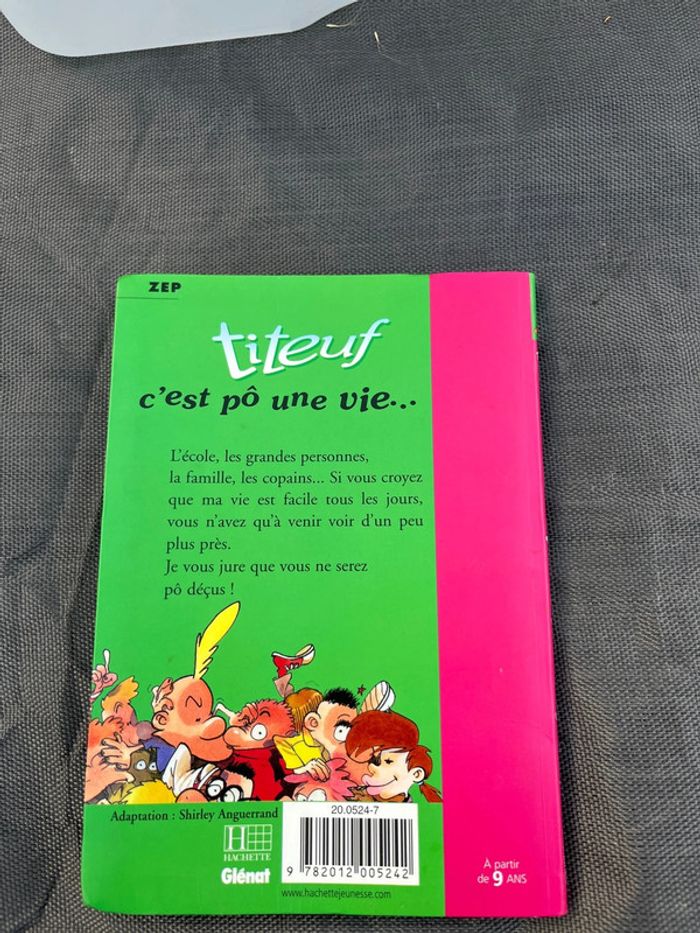 ZEP
titeuf
c'est pô une vie...
L'école, les grandes personnes,
la famille, les copains... Si vous croyez
que ma vie est facile tous les jours,
vous n'avez qu'à venir voir d'un peu
plus près.
Je vous jure que vous ne serez
pô déçus !
Adaptation : Shirley Anguerrand
H
HACHETTE
Glénat
20.0524-7
9 782012 005242
www.hachettejeunesse.com
À partir
de 9 ANS